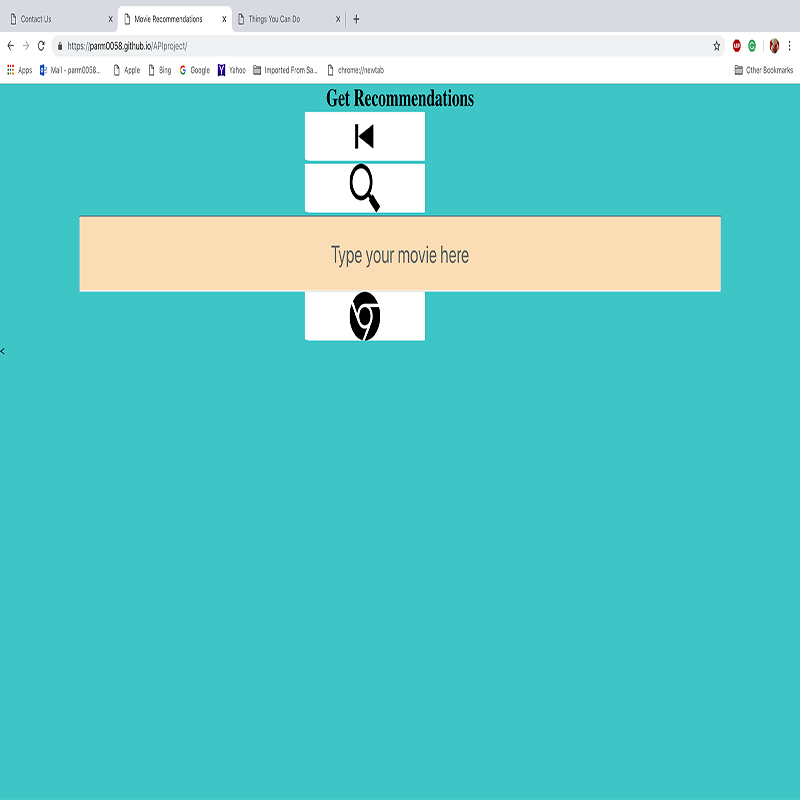 Contact Us x Movie Recommendations x Things You Can Do x +
https://parm0058.github.io/APIproject/
Apps Mail - parm0058... Apple Bing Google Yahoo Imported From Sa... chrome://newtab Other Bookmarks
Get Recommendations
Type your movie here
<